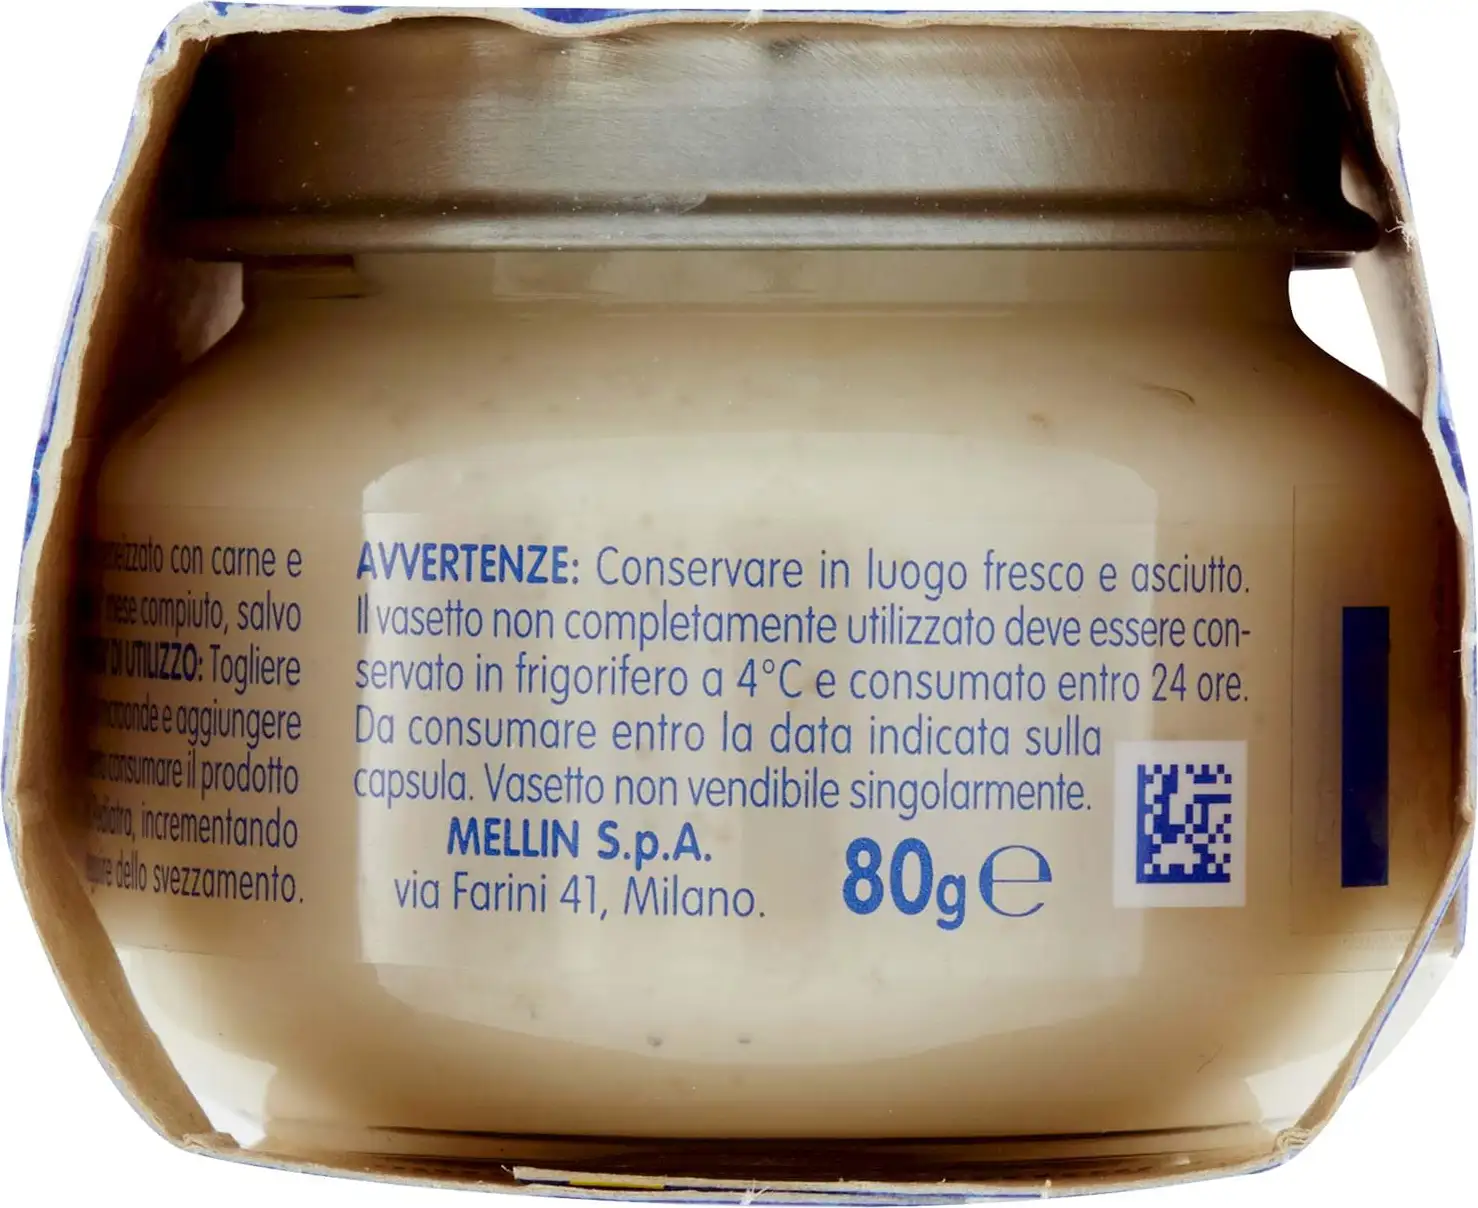 con carne e
mese compiuto, salvo
DI UTILIZZO: Togliere
e aggiungere
consumare il prodotto
incrementando
dello svezzamento.
AVVERTENZE: Conservare in luogo fresco e asciutto.
Il vasetto non completamente utilizzato deve essere con-
servato in frigorifero a 4°C e consumato entro 24 ore.
Da consumare entro la data indicata sulla
capsula. Vasetto non vendibile singolarmente.
MELLIN S.p.A.
via Farini 41, Milano.
80g e